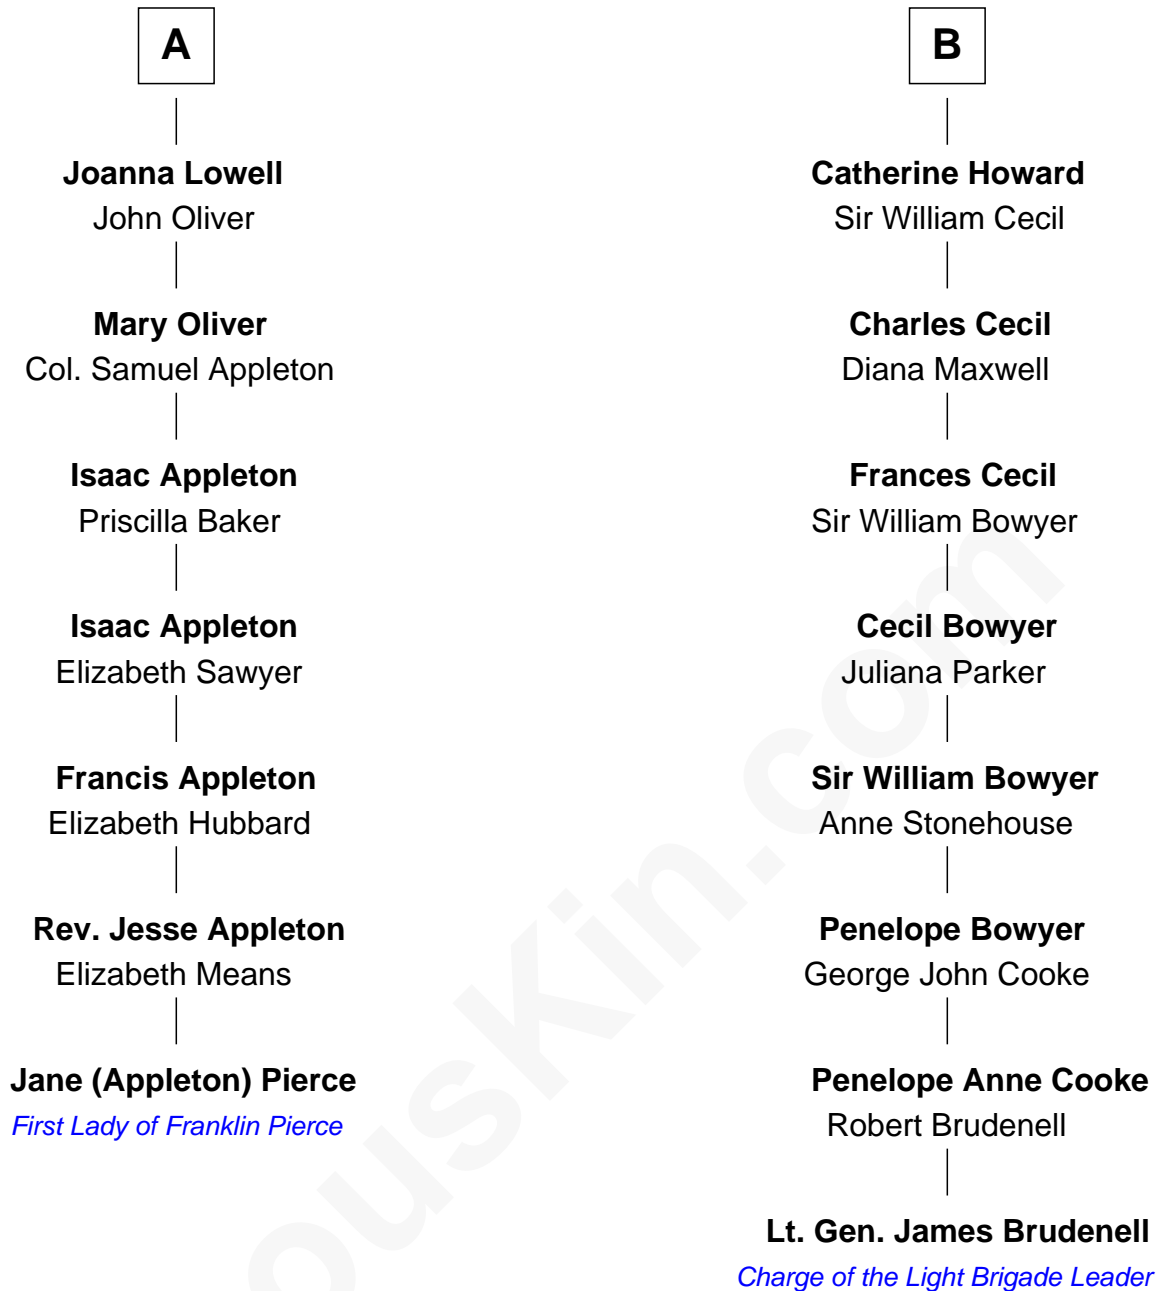 A
Joanna Lowell
John Oliver
Mary Oliver
Col. Samuel Appleton
Isaac Appleton
Priscilla Baker
Isaac Appleton
Elizabeth Sawyer
Francis Appleton
Elizabeth Hubbard
Rev. Jesse Appleton
Elizabeth Means
Jane (Appleton) Pierce
First Lady of Franklin Pierce
B
Catherine Howard
Sir William Cecil
Charles Cecil
Diana Maxwell
Frances Cecil
Sir William Bowyer
Cecil Bowyer
Juliana Parker
Sir William Bowyer
Anne Stonehouse
Penelope Bowyer
George John Cooke
Penelope Anne Cooke
Robert Brudenell
Lt. Gen. James Brudenell
Charge of the Light Brigade Leader
ouskin.com